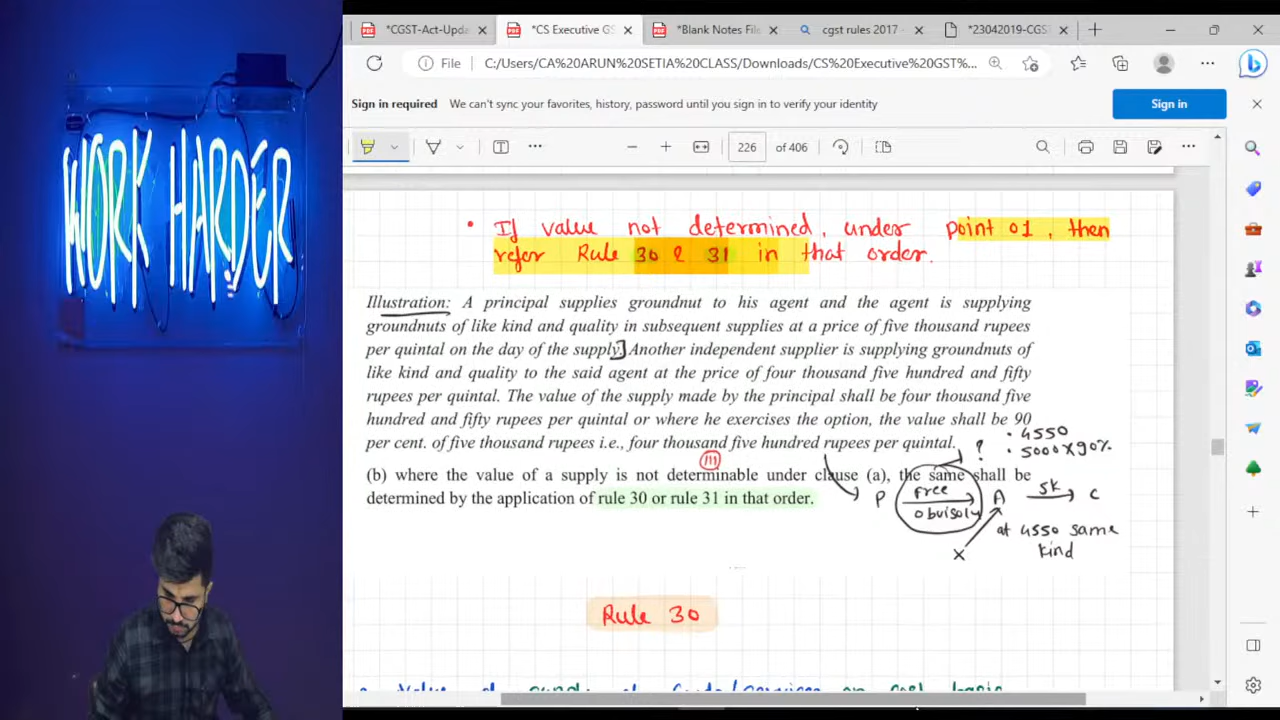 WORK HARDER
*CGST-Act-Upda
*CS Executive GS
*Blank Notes File
cgst rules 2017
*23042019-CGST
File
C:/Users/CA%20ARUN%20SETIA%20CLASS/Downloads/CS%20Executive%20GST%...
Sign in required We can't sync your favorites, history, password until you sign in to verify your identity
Sign in
226 of 406
• If value not determined, under point 01, then
refer Rule 30 & 31 in that order.
Illustration: A principal supplies groundnut to his agent and the agent is supplying
groundnuts of like kind and quality in subsequent supplies at a price of five thousand rupees
per quintal on the day of the supply. Another independent supplier is supplying groundnuts of
like kind and quality to the said agent at the price of four thousand five hundred and fifty
rupees per quintal. The value of the supply made by the principal shall be four thousand five
hundred and fifty rupees per quintal or where he exercises the option, the value shall be 90
per cent. of five thousand rupees i.e., four thousand five hundred rupees per quintal.
? • 4550
• 5000x90%
(b) where the value of a supply is not determinable under clause (a), the same shall be
determined by the application of rule 30 or rule 31 in that order.
P Free A 5k C
obvisoly
at 4550 same
kind
X
Rule 30